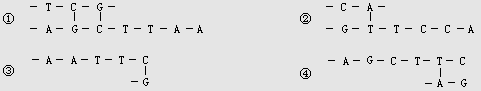 ① - T - C - G -
- A - G - C - T - T - A - A
② - C - A -
- G - T - T - C - C - A
③ - A - A - T - T - C
- G
④ - A - G - C - T - T - C
- A - G